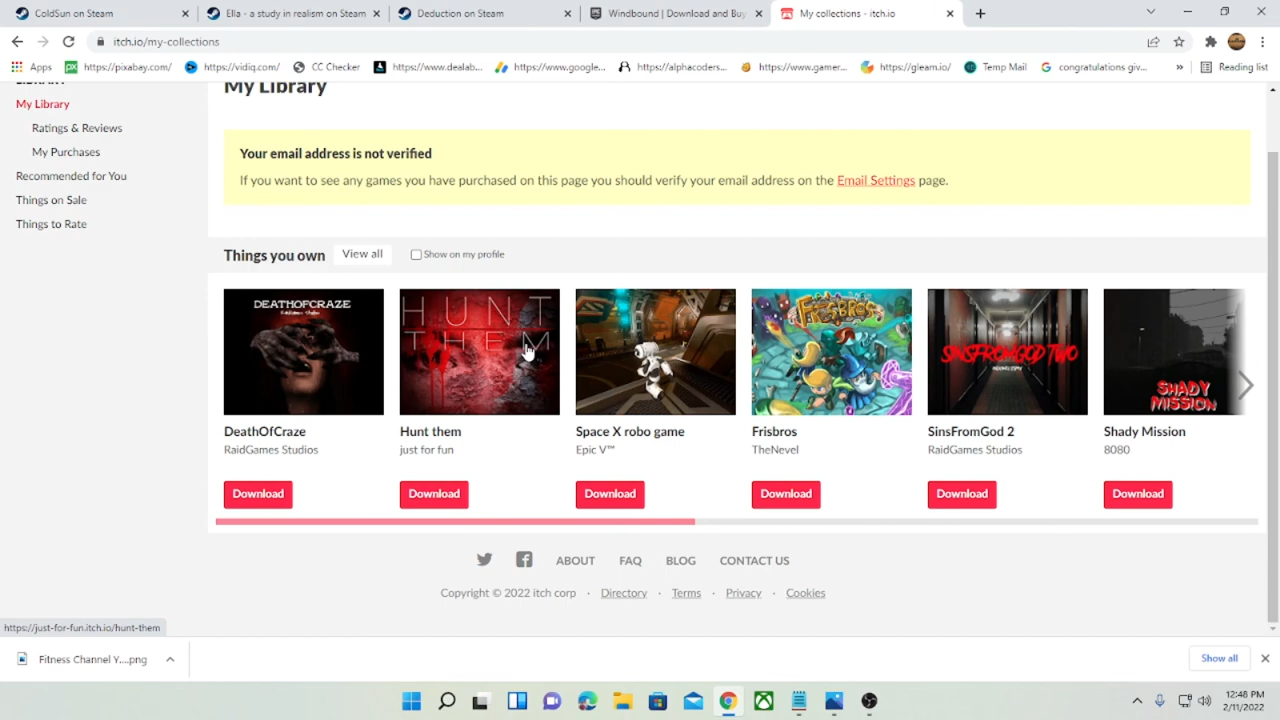 ColdSun on Steam
Ella - a study in realism on Steam
Deduction on Steam
Windbound | Download and Buy
My collections - itch.io
itch.io/my-collections
Apps
https://pixabay.com/
https://vidiq.com/
CC Checker
https://www.dealab...
https://www.google...
https://alphacoders...
https://www.gamer...
https://gleam.io/
Temp Mail
congratulations giv...
»
Reading list
My Library
My Library
Ratings & Reviews
My Purchases
Recommended for You
Things on Sale
Things to Rate
Your email address is not verified
If you want to see any games you have purchased on this page you should verify your email address on the Email Settings page.
Things you own
View all
Show on my profile
DEATHOFCRAZE
HUNT
THEM
FRISBROS
SINSFROMGOD TWO
SHADY
MISSION
DeathOfCraze
Hunt them
Space X robo game
Frisbros
SinsFromGod 2
Shady Mission
RaidGames Studios
just for fun
Epic V™
TheNevel
RaidGames Studios
8080
Download
Download
Download
Download
Download
Download
ABOUT
FAQ
BLOG
CONTACT US
Copyright © 2022 itch corp · Directory · Terms · Privacy · Cookies
https://just-for-fun.itch.io/hunt-them
Fitness Channel Y....png
Show all
12:48 PM
2/11/2022